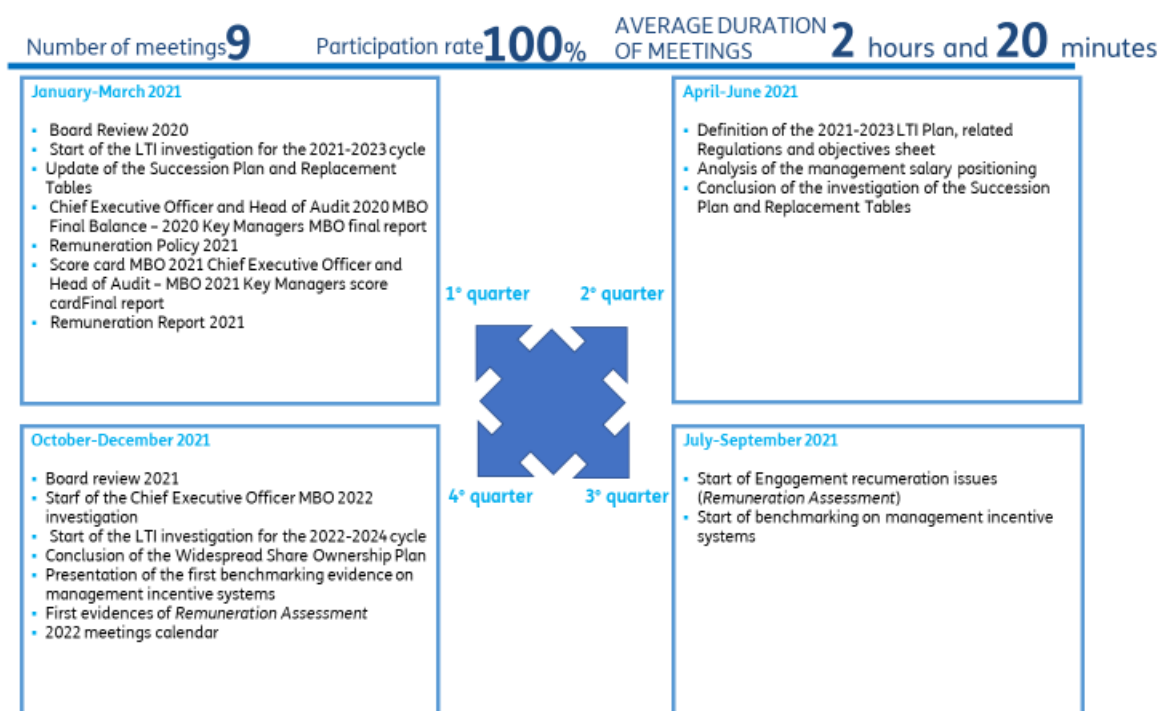 Number of meetings 9 Participation rate 100% AVERAGE DURATION
OF MEETINGS 2 hours and 20 minutes
January-March 2021
▪ Board Review 2020
▪ Start of the LTI investigation for the 2021-2023 cycle
▪ Update of the Succession Plan and Replacement
Tables
▪ Chief Executive Officer and Head of Audit 2020 MBO
Final Balance – 2020 Key Managers MBO final report
▪ Remuneration Policy 2021
▪ Score card MBO 2021 Chief Executive Officer and
Head of Audit – MBO 2021 Key Managers score
cardFinal report
▪ Remuneration Report 2021
April-June 2021
▪ Definition of the 2021-2023 LTI Plan, related
Regulations and objectives sheet
▪ Analysis of the management salary positioning
▪ Conclusion of the investigation of the Succession
Plan and Replacement Tables
1° quarter 2° quarter
4° quarter 3° quarter
October-December 2021
▪ Board review 2021
▪ Starf of the Chief Executive Officer MBO 2022
investigation
▪ Start of the LTI investigation for the 2022-2024 cycle
▪ Conclusion of the Widespread Share Ownership Plan
▪ Presentation of the first benchmarking evidence on
management incentive systems
▪ First evidences of Remuneration Assessment
▪ 2022 meetings calendar
July-September 2021
▪ Start of Engagement recumeration issues
(Remuneration Assessment)
▪ Start of benchmarking on management incentive
systems